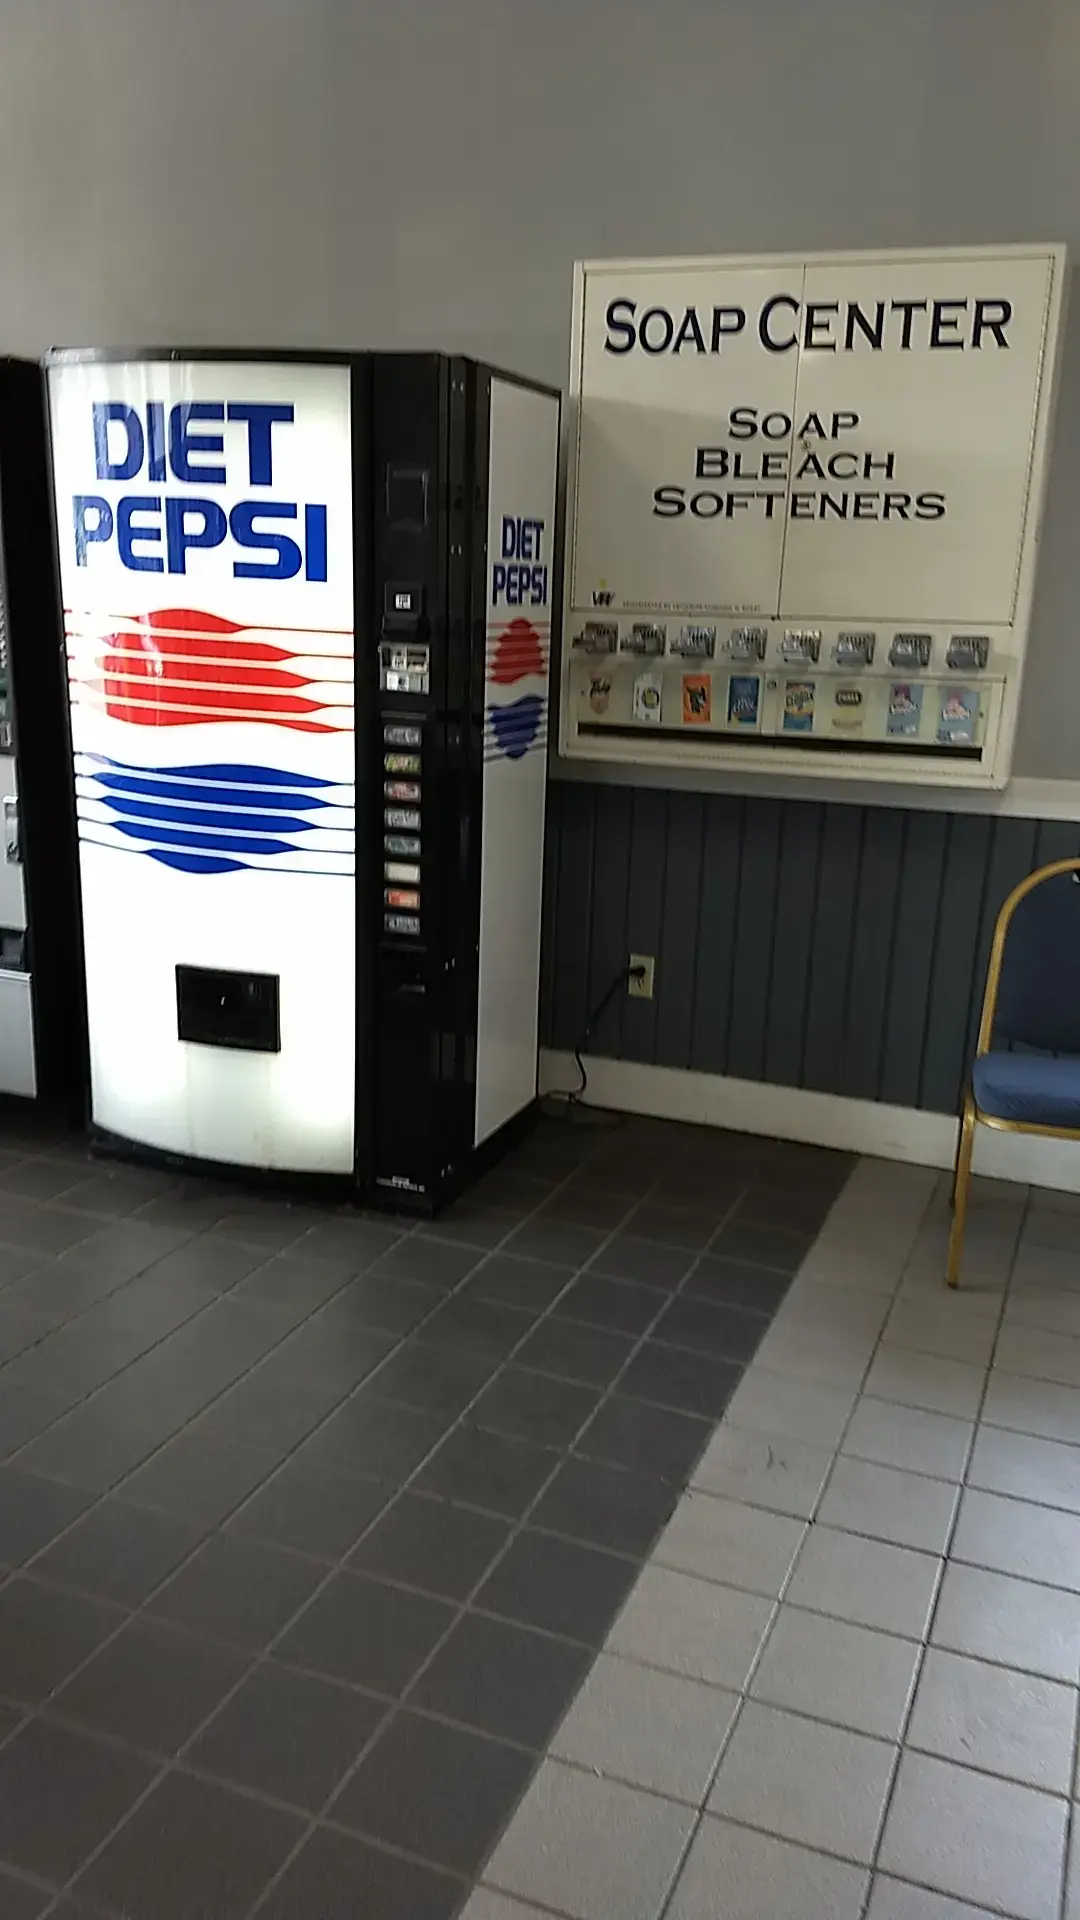 DIET
PEPSI
DIET
PEPSI
SOAP CENTER
SOAP
BLEACH
SOFTENERS